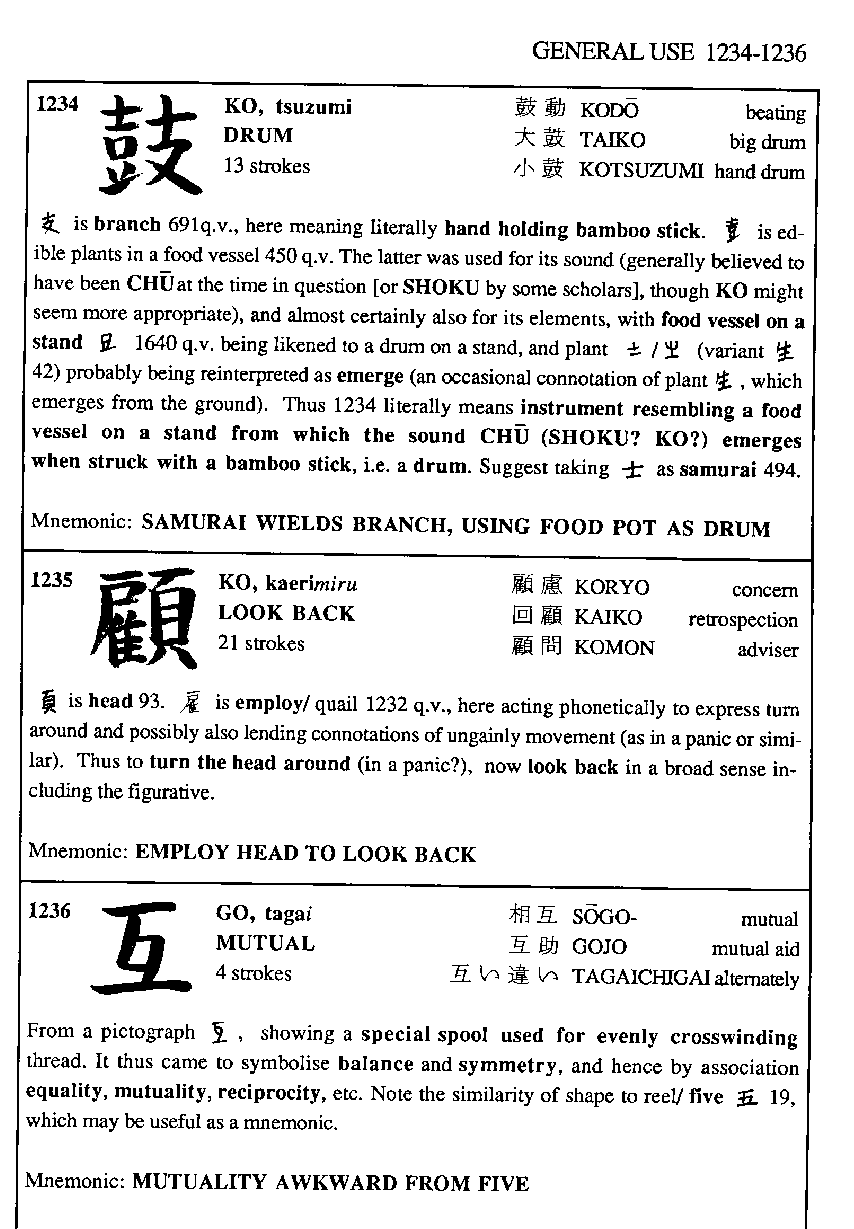 GENERAL USE 1234-1236
1234 鼓 KO, tsuzumi 鼓動 KODŌ beating
DRUM 大鼓 TAIKO big drum
13 strokes 小鼓 KOTSUZUMI hand drum
支 is branch 691q.v., here meaning literally hand holding bamboo stick. is ed-
ible plants in a food vessel 450 q.v. The latter was used for its sound (generally believed to
have been CHŪ at the time in question [or SHOKU by some scholars], though KO might
seem more appropriate), and almost certainly also for its elements, with food vessel on a
stand 1640 q.v. being likened to a drum on a stand, and plant / (variant 生
42) probably being reinterpreted as emerge (an occasional connotation of plant 生, which
emerges from the ground). Thus 1234 literally means instrument resembling a food
vessel on a stand from which the sound CHŪ (SHOKU? KO?) emerges
when struck with a bamboo stick, i.e. a drum. Suggest taking 士 as samurai 494.
Mnemonic: SAMURAI WIELDS BRANCH, USING FOOD POT AS DRUM
1235 顧 KO, kaerimiru 顧慮 KORYO concern
LOOK BACK 回顧 KAIKO retrospection
21 strokes 顧問 KOMON adviser
頁 is head 93. 雇 is employ/ quail 1232 q.v., here acting phonetically to express turn
around and possibly also lending connotations of ungainly movement (as in a panic or simi-
lar). Thus to turn the head around (in a panic?), now look back in a broad sense in-
cluding the figurative.
Mnemonic: EMPLOY HEAD TO LOOK BACK
1236 互 GO, tagai 相互 SŌGO- mutual
MUTUAL 互助 GOJO mutual aid
4 strokes 互い違い TAGAICHIGAI alternately
From a pictograph , showing a special spool used for evenly crosswinding
thread. It thus came to symbolise balance and symmetry, and hence by association
equality, mutuality, reciprocity, etc. Note the similarity of shape to reel/ five 五 19,
which may be useful as a mnemonic.
Mnemonic: MUTUALITY AWKWARD FROM FIVE